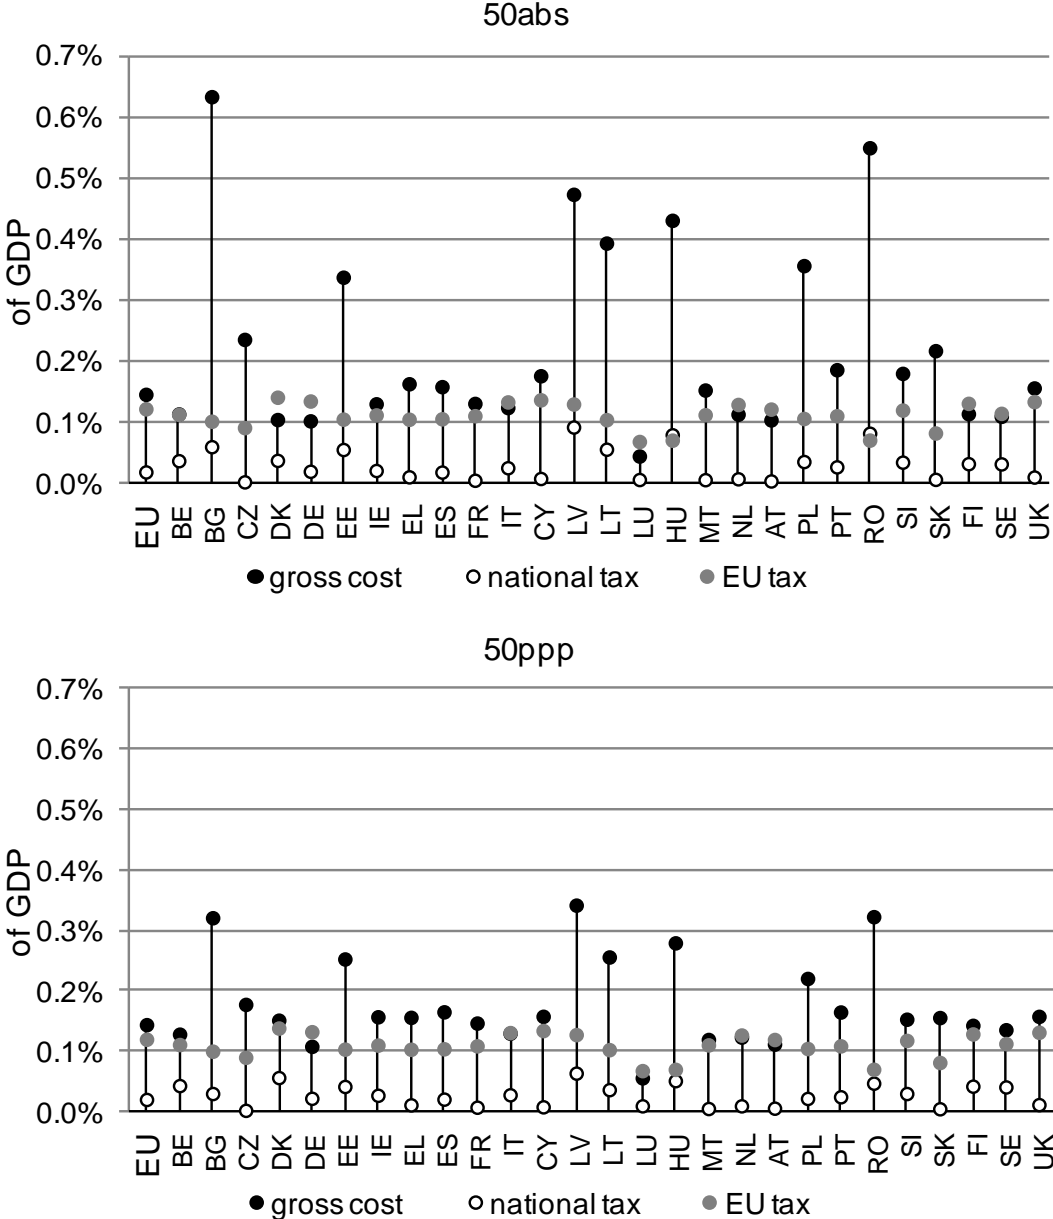 50abs
0.7%
0.6%
0.5%
0.4%
0.3%
0.2%
0.1%
0.0%
of GDP
EU BE BG CZ DK DE EE IE EL ES FR IT CY LV LT LU HU MT NL AT PL PT RO SI SK FI SE UK
gross cost national tax EU tax
50ppp
0.7%
0.6%
0.5%
0.4%
0.3%
0.2%
0.1%
0.0%
of GDP
EU BE BG CZ DK DE EE IE EL ES FR IT CY LV LT LU HU MT NL AT PL PT RO SI SK FI SE UK
gross cost national tax EU tax